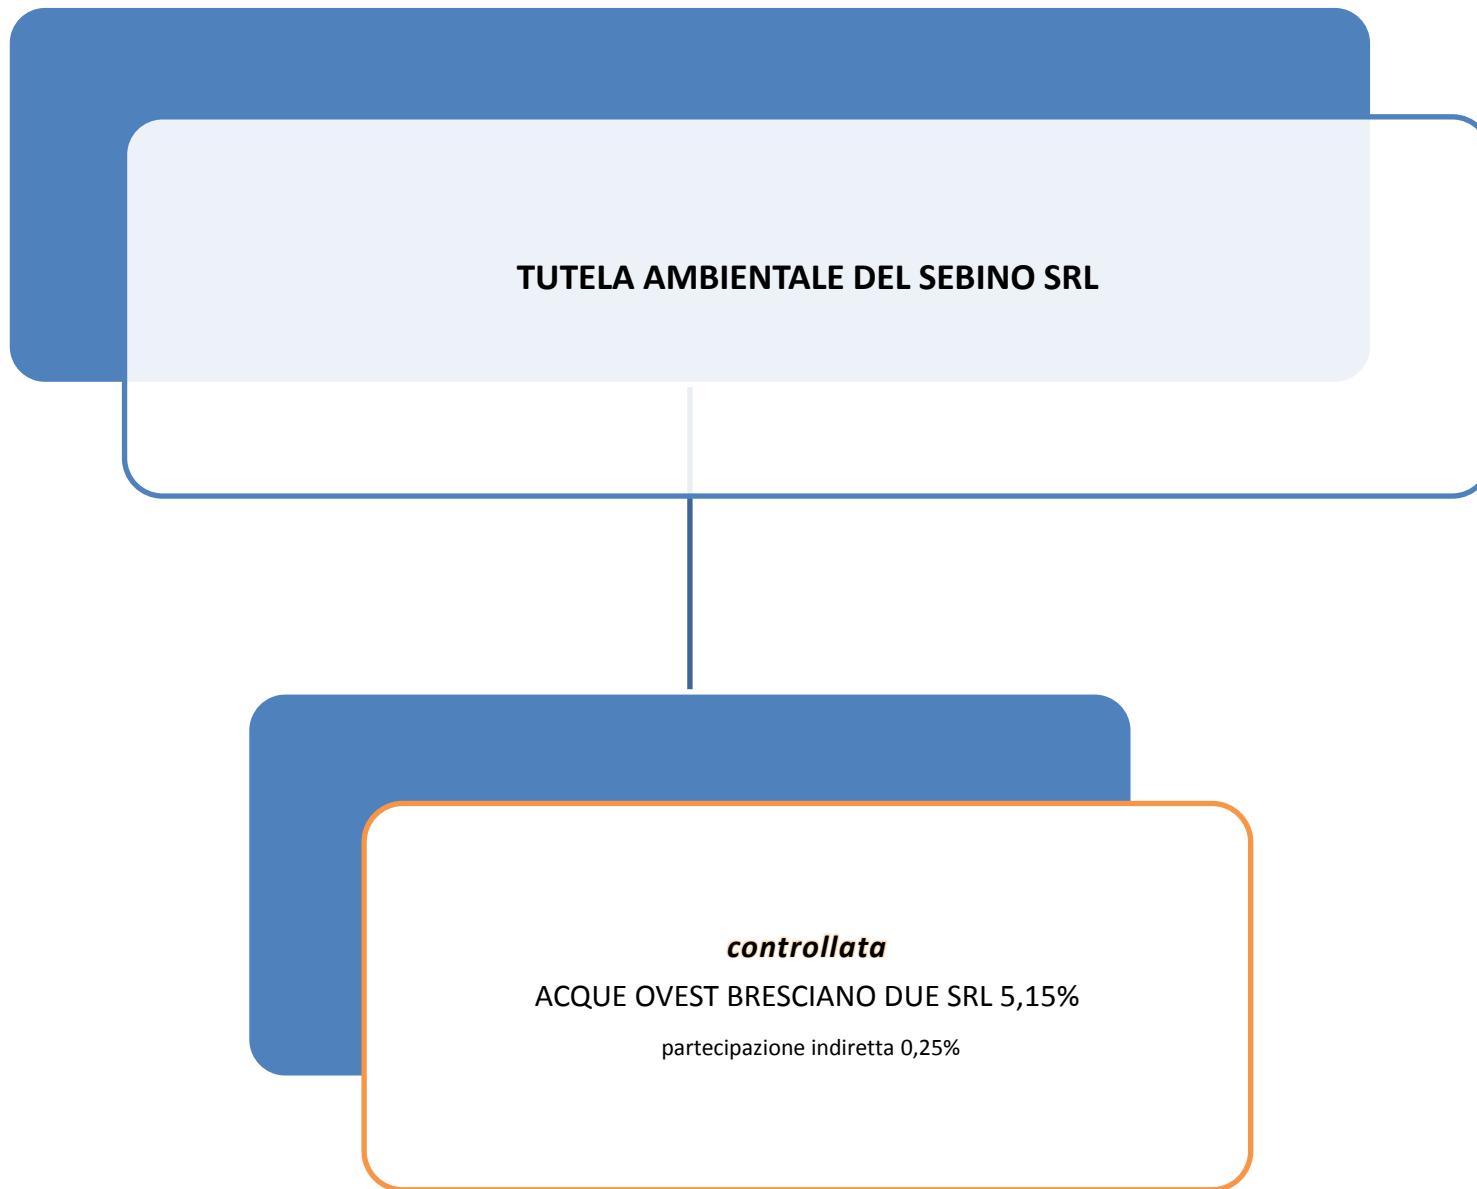 TUTELA AMBIENTALE DEL SEBINO SRL
controllata
ACQUE OVEST BRESCIANO DUE SRL 5,15%
partecipazione indiretta 0,25%